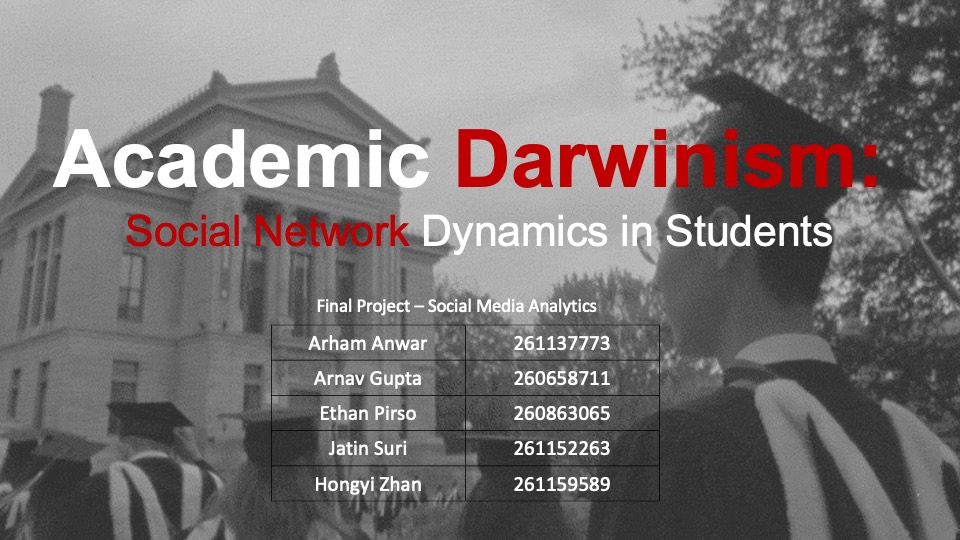 Academic Darwinism:
Social Network Dynamics in Students
Final Project – Social Media Analytics
Arham Anwar 261137773
Arnav Gupta 260658711
Ethan Pirso 260863065
Jatin Suri 261152263
Hongyi Zhan 261159589